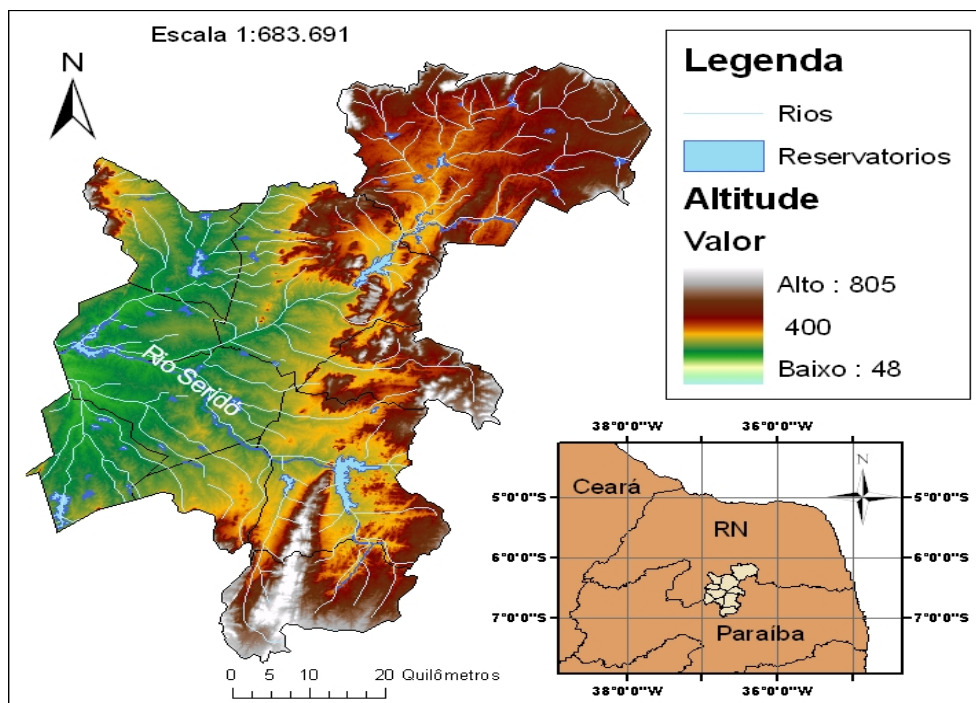 Escala 1:683.691
N
Legenda
Rios
Reservatorios
Altitude
Valor
Alto : 805
400
Baixo : 48
Rio Seridó
0 5 10 20 Quilômetros
38°0'0"W 36°0'0"W
N
Ceará
5°0'0"S 5°0'0"S
RN
6°0'0"S 6°0'0"S
7°0'0"S 7°0'0"S
Paraíba
38°0'0"W 36°0'0"W